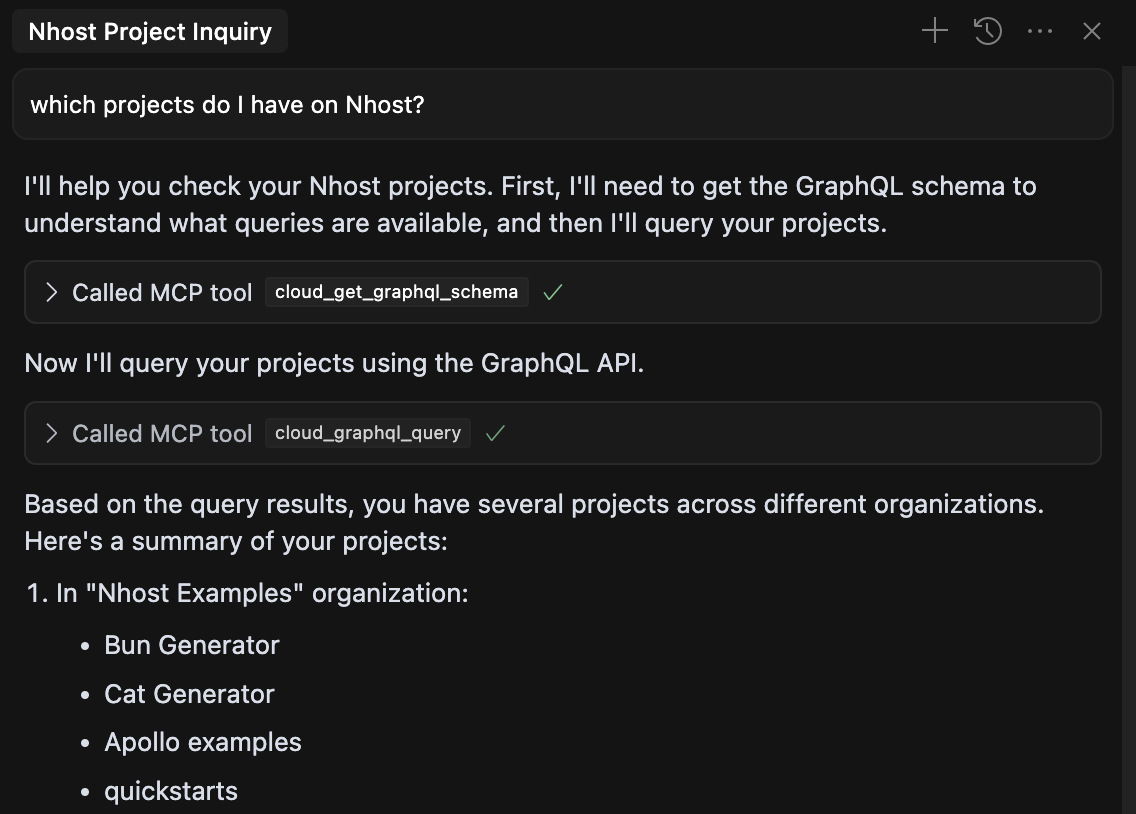 Nhost Project Inquiry
which projects do I have on Nhost?
I'll help you check your Nhost projects. First, I'll need to get the GraphQL schema to
understand what queries are available, and then I'll query your projects.
Called MCP tool cloud_get_graphql_schema
Now I'll query your projects using the GraphQL API.
Called MCP tool cloud_graphql_query
Based on the query results, you have several projects across different organizations.
Here's a summary of your projects:
1. In "Nhost Examples" organization:
• Bun Generator
• Cat Generator
• Apollo examples
• quickstarts